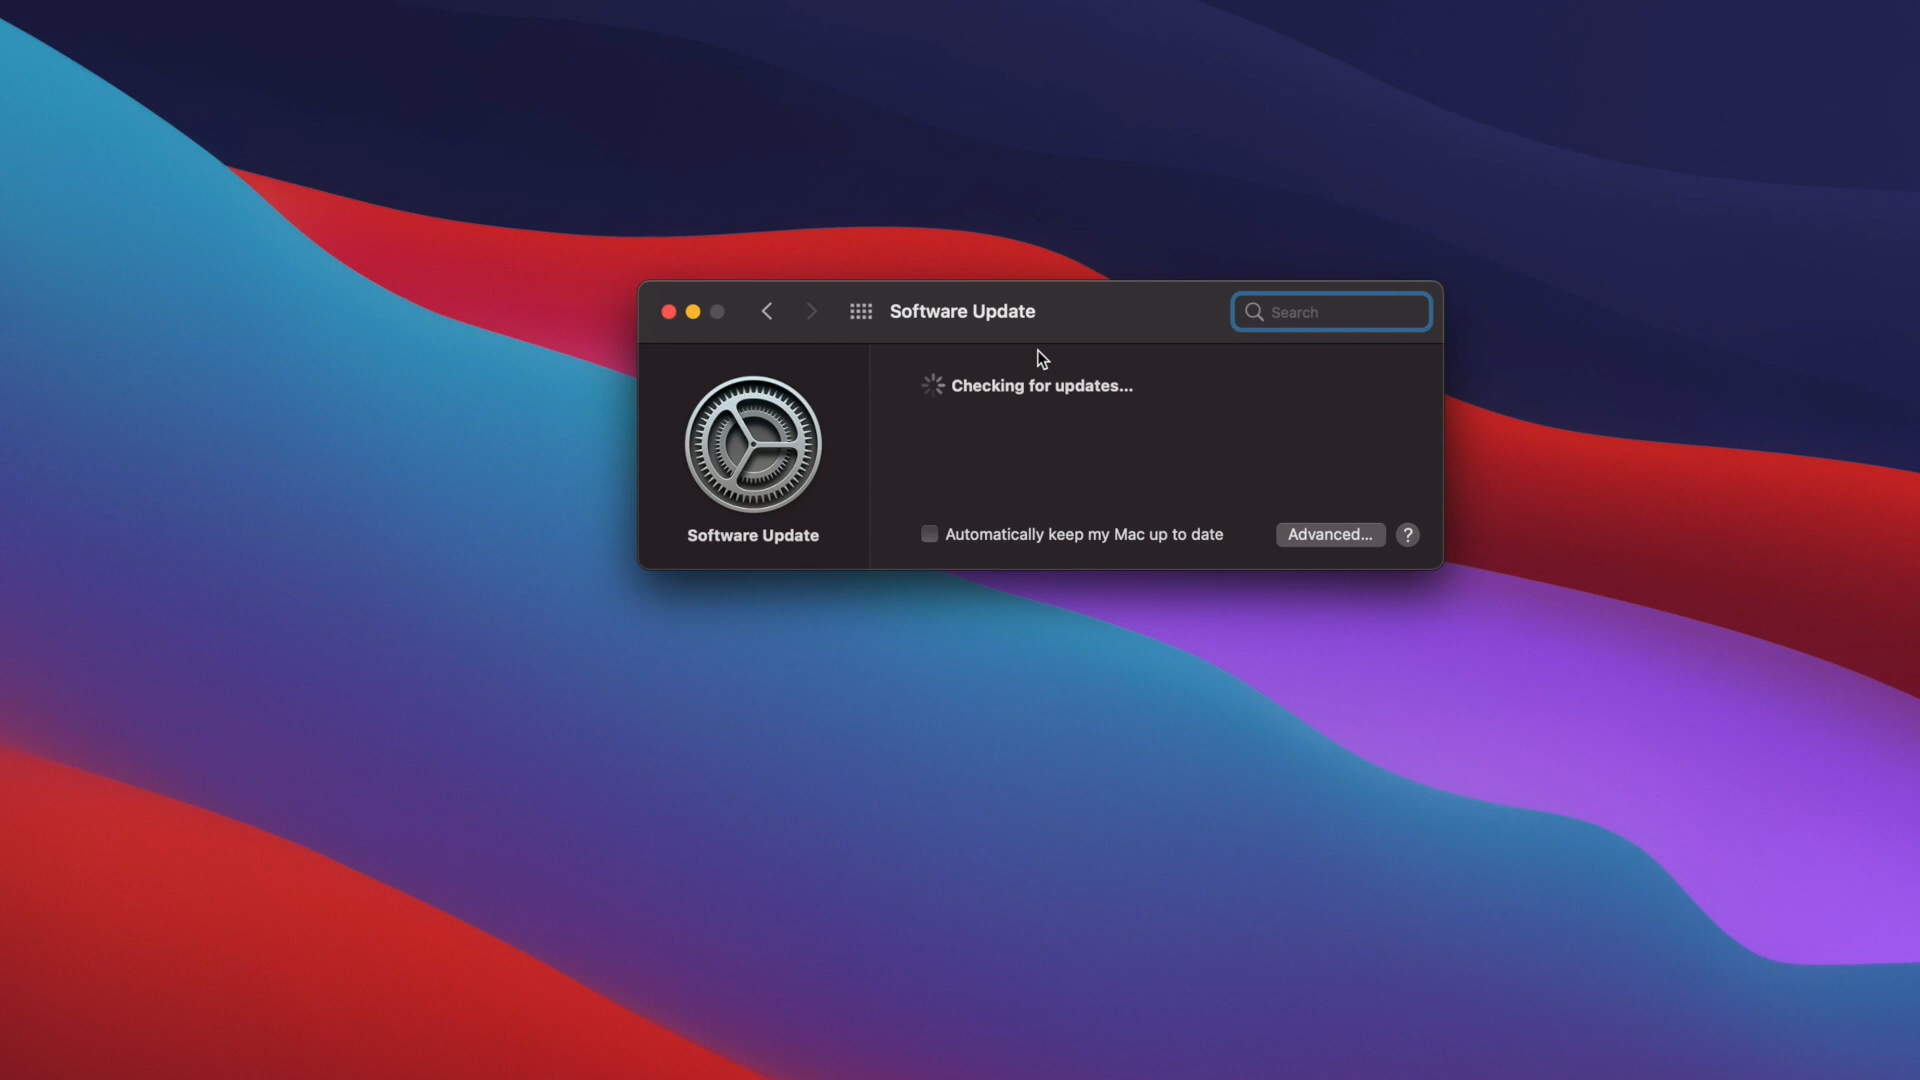 Software Update
Search
Checking for updates...
Software Update
Automatically keep my Mac up to date
Advanced...
?